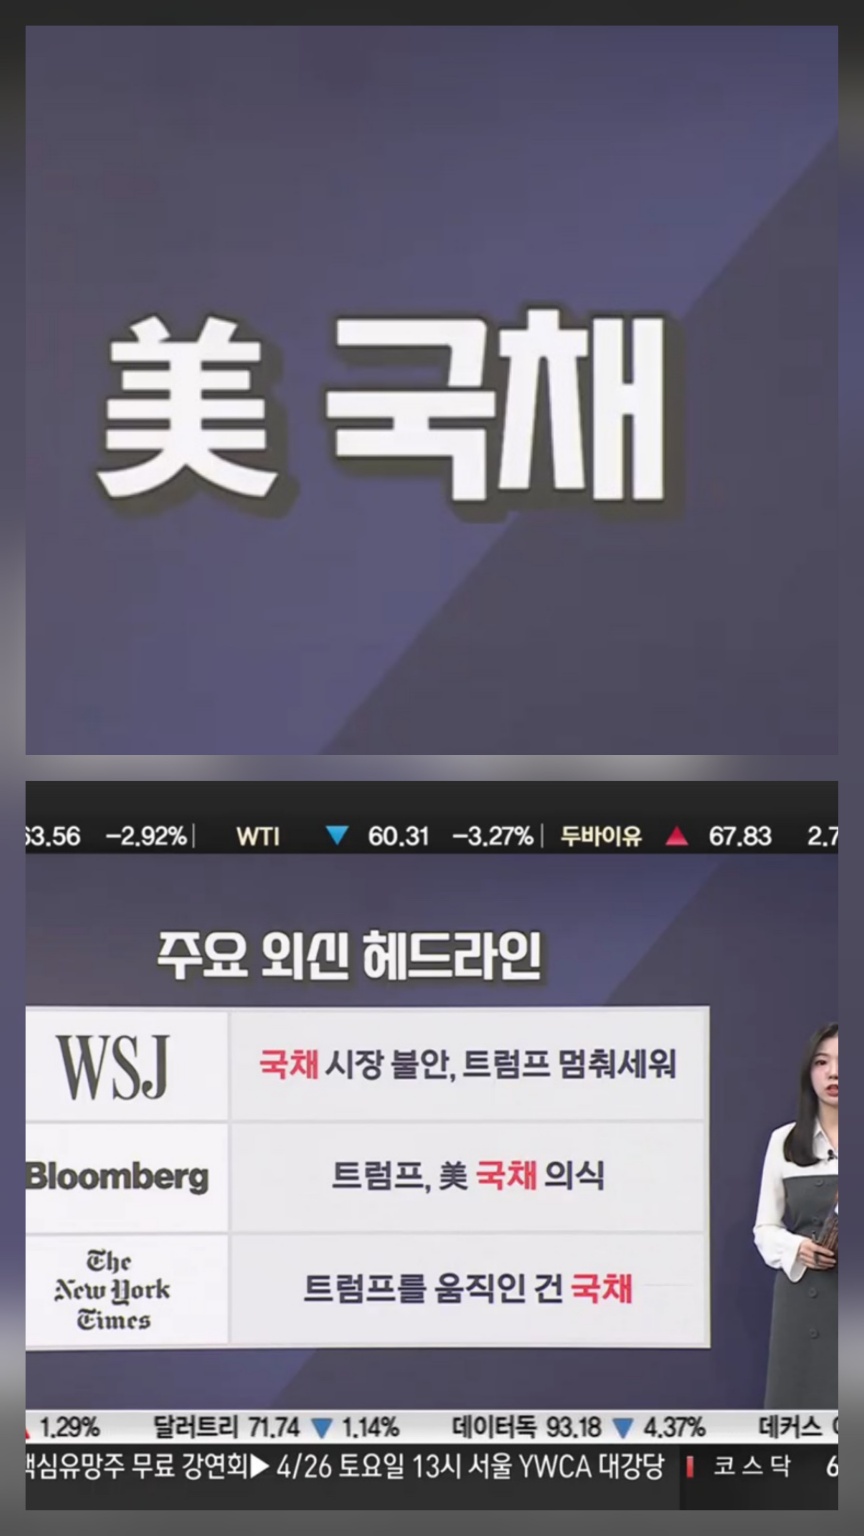 美 국채
63.56 -2.92% WTI ▼ 60.31 -3.27% 두바이유 ▲ 67.83 2.7
주요 외신 헤드라인
WSJ
국채 시장 불안, 트럼프 멈춰세워
Bloomberg
트럼프, 美 국채 의식
The
New York
Times
트럼프를 움직인 건 국채
1.29% 달러트리 71.74 ▼ 1.14% 데이터독 93.18 ▼ 4.37% 데커스
핵심유망주 무료 강연회▶ 4/26 토요일 13시 서울 YWCA 대강당 코스닥 6